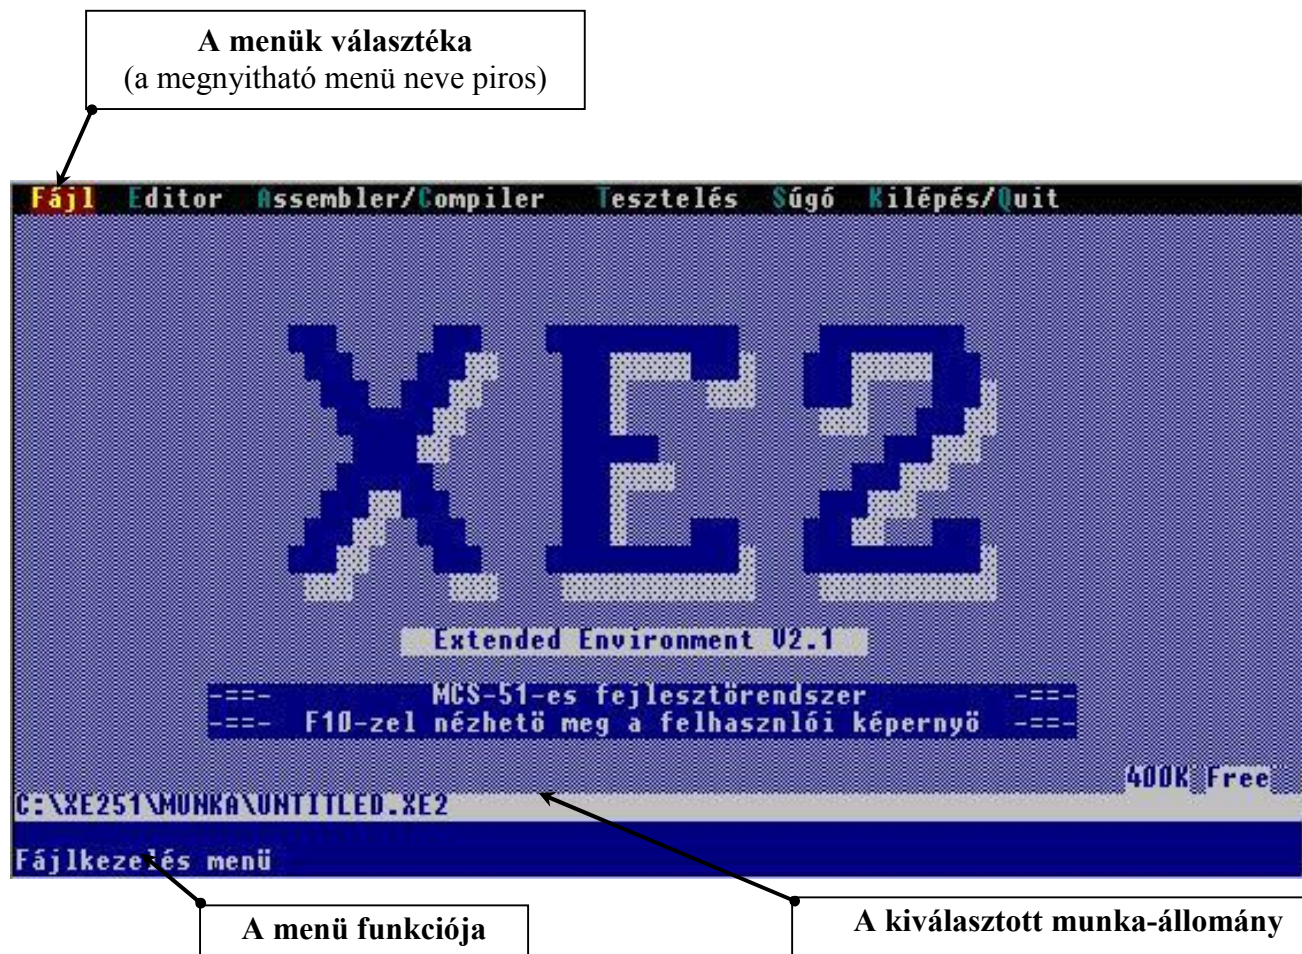 A menük választéka
(a megnyitható menü neve piros)
Fájl Editor Assembler/Compiler Tesztelés Súgó Kilépés/Quit
XE2
Extended Environment V2.1
-==- MCS-51-es fejlesztörendszer -==-
-==- F10-zel nézhetö meg a felhasznlói képernyö -==-
400K Free
C:\XE251\MUNKA\UNTITLED.XE2
Fájlkezelés menü
A menü funkciója
A kiválasztott munka-állomány